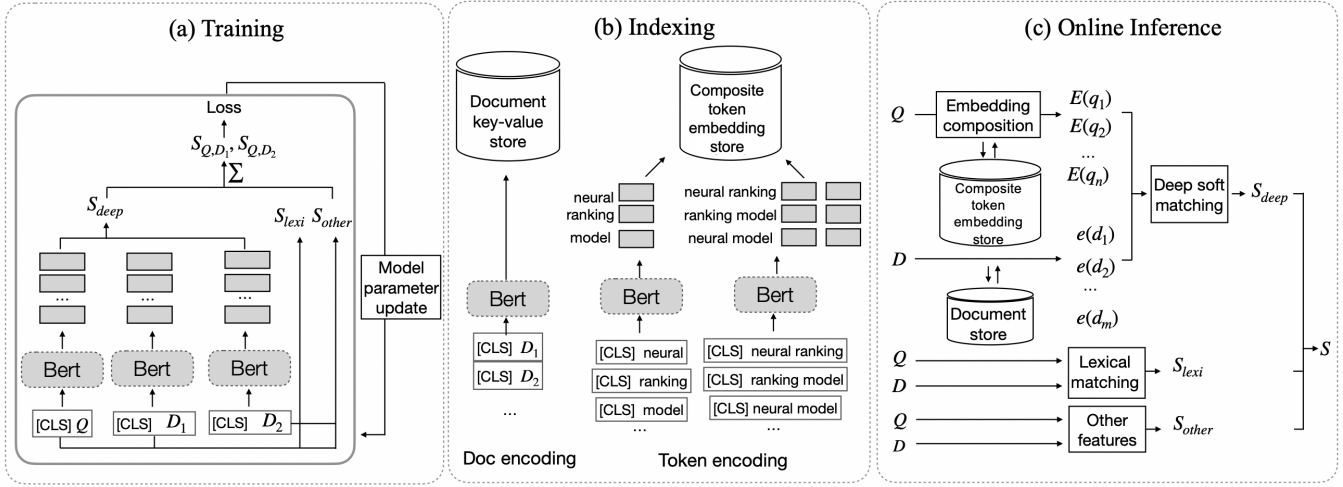 (a) Training
Loss
S_{Q,D_1}, S_{Q,D_2}
Σ
S_{deep}
S_{lexi} S_{other}
...
...
...
Model
parameter
update
Bert
Bert
Bert
[CLS] Q
[CLS] D_1
[CLS] D_2
(b) Indexing
Document
key-value
store
Composite
token
embedding
store
neural
ranking
model
neural ranking
ranking model
neural model
Bert
Bert
Bert
[CLS] D_1
[CLS] D_2
...
[CLS] neural
[CLS] ranking
[CLS] model
...
[CLS] neural ranking
[CLS] ranking model
[CLS] neural model
...
Doc encoding
Token encoding
(c) Online Inference
Q
Embedding
composition
E(q_1)
E(q_2)
...
E(q_n)
Composite
token
embedding
store
Deep soft
matching
S_{deep}
D
e(d_1)
e(d_2)
...
e(d_m)
Document
store
Q
D
Lexical
matching
S_{lexi}
S
Q
D
Other
features
S_{other}